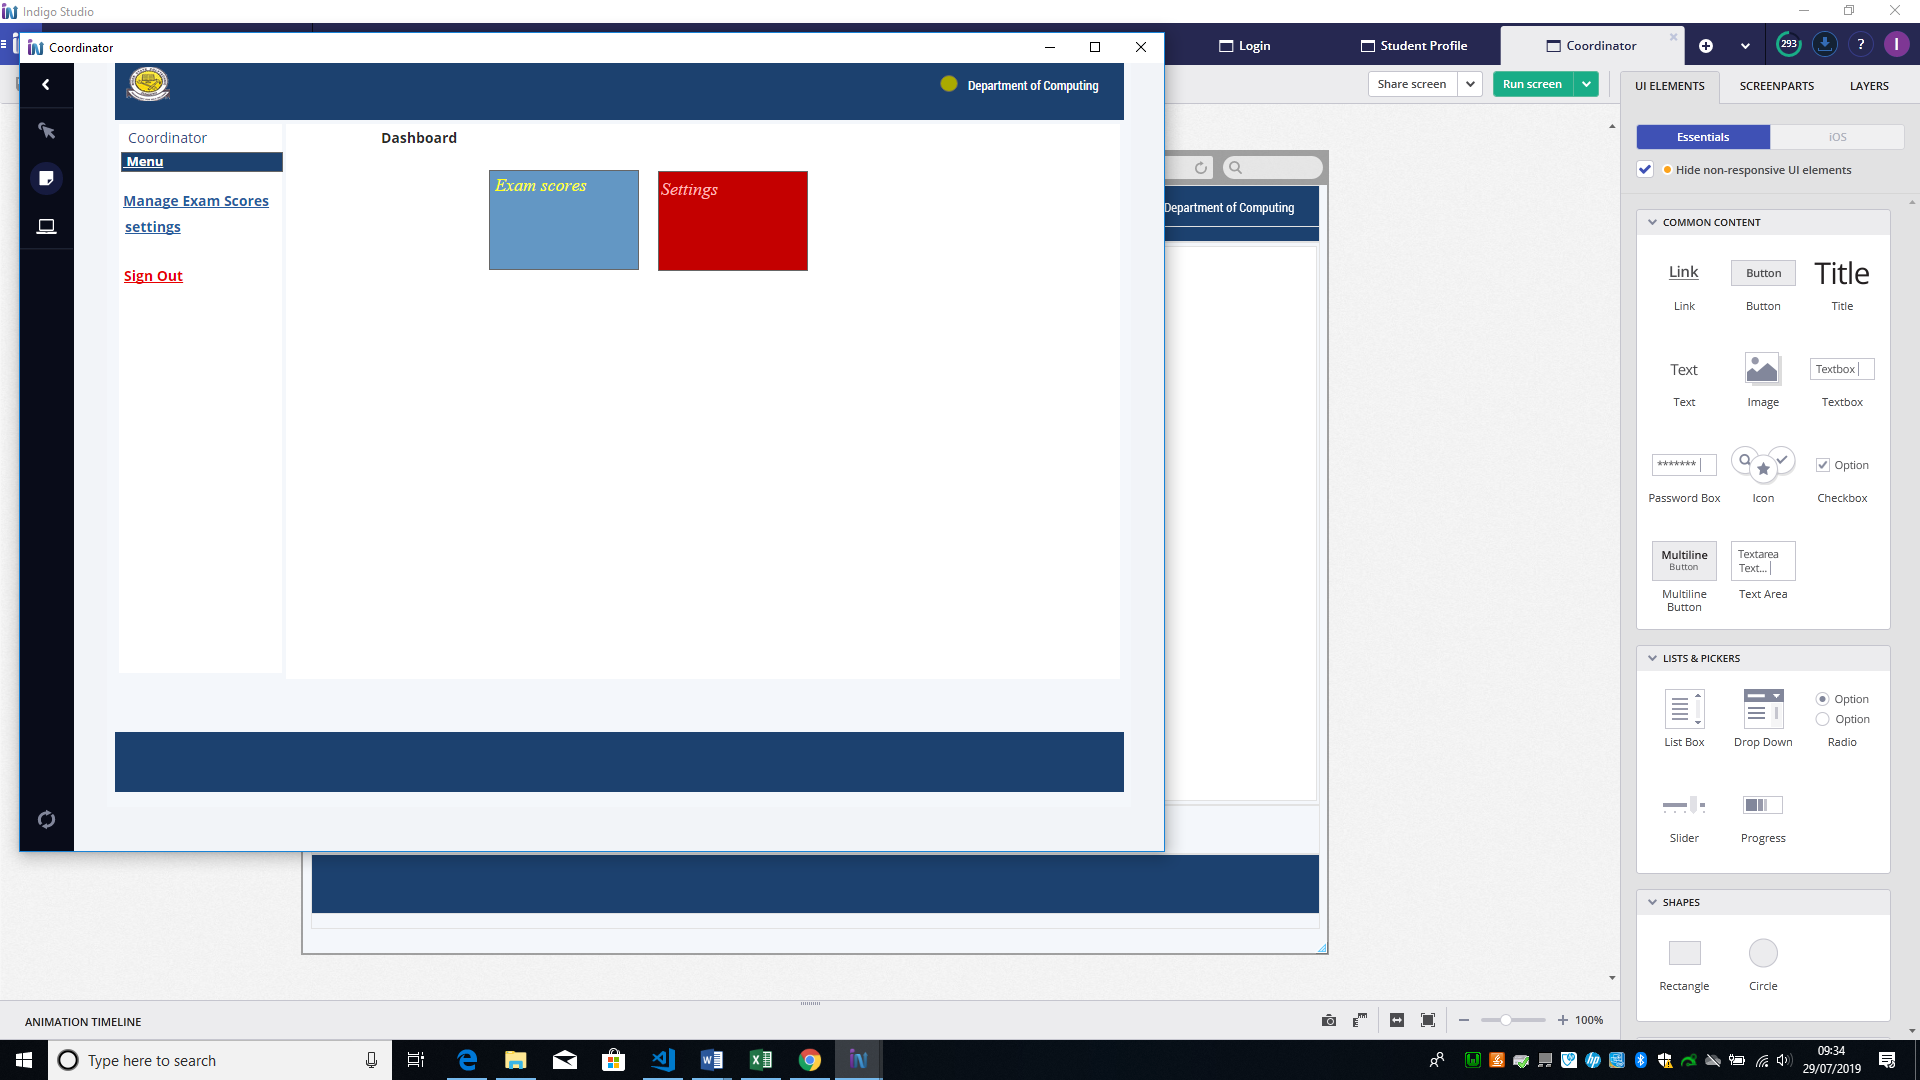 Indigo Studio
Coordinator
Login
Student Profile
Coordinator
293
?
I
Share screen
Run screen
UI ELEMENTS
SCREENPARTS
LAYERS
Department of Computing
Coordinator
Menu
Manage Exam Scores
settings
Sign Out
Dashboard
Exam scores
Settings
Department of Computing
Essentials
iOS
Hide non-responsive UI elements
COMMON CONTENT
Link
Button
Title
Link
Button
Title
Text
Textbox
Text
Image
Textbox
*******
Option
Password Box
Icon
Checkbox
Multiline
Button
Textarea
Text...
Multiline
Button
Text Area
LISTS & PICKERS
Option
Option
List Box
Drop Down
Radio
Slider
Progress
SHAPES
Rectangle
Circle
ANIMATION TIMELINE
100%
Type here to search
09:34
29/07/2019